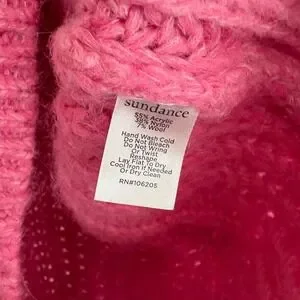 sundance
55% Acrylic
38% Nylon
7% Wool
Hand Wash Cold
Do Not Bleach
Do Not Wring
Or Twist
Reshape
Lay Flat To Dry
Cool Iron If Needed
Or Dry Clean
RN#106205